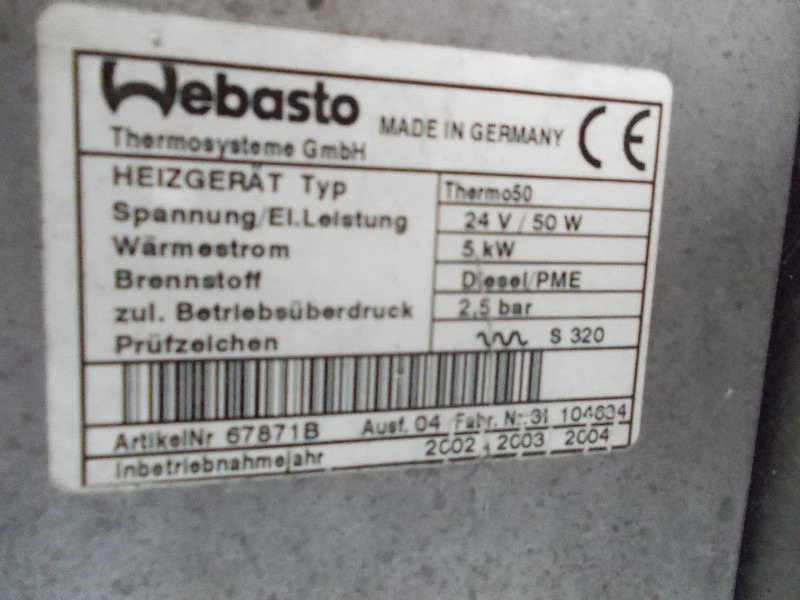 Webasto
Thermosysteme GmbH
MADE IN GERMANY CE
HEIZGERÄT Typ Thermo50
Spannung/El.Leistung 24 V / 50 W
Wärmestrom 5 kW
Brennstoff Diesel/PME
zul. Betriebsüberdruck 2,5 bar
Prüfzeichen S 320
ArtikelNr 67871B Ausf. 04 Fabr. Nr.
Inbetriebnahmejahr 2002 2003 2004